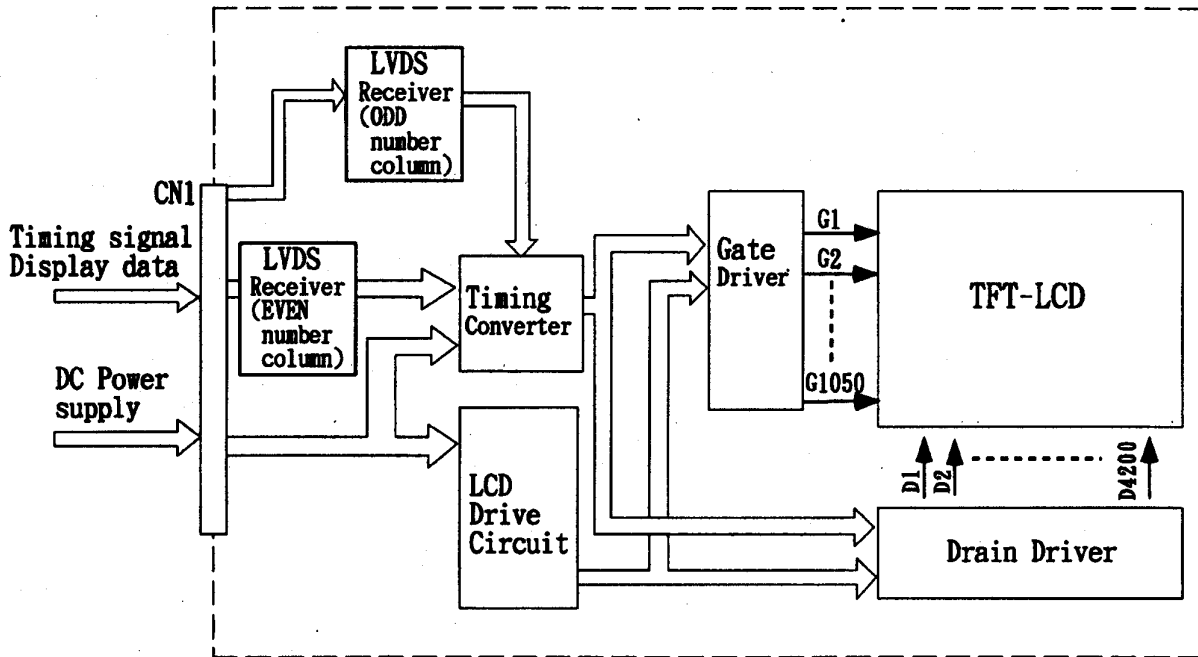 LVDS
Receiver
(ODD
number
column)
CN1
Timing signal
Display data
LVDS
Receiver
(EVEN
number
column)
Timing
Converter
Gate
Driver
G1
G2
G1050
TFT-LCD
DC Power
supply
LCD
Drive
Circuit
D1
D2
D4200
Drain Driver